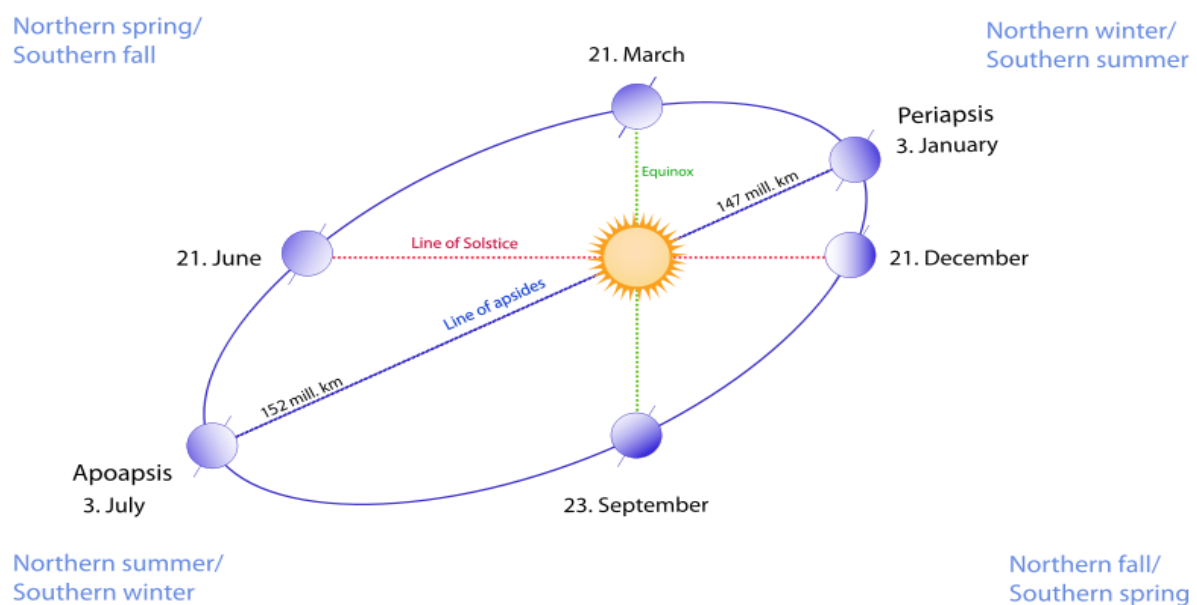 Northern spring/
Southern fall
21. March
Northern winter/
Southern summer
Periapsis
3. January
Equinox
147 mill. km
21. June
Line of Solstice
21. December
Line of apsides
152 mill. km
Apoapsis
3. July
23. September
Northern summer/
Southern winter
Northern fall/
Southern spring